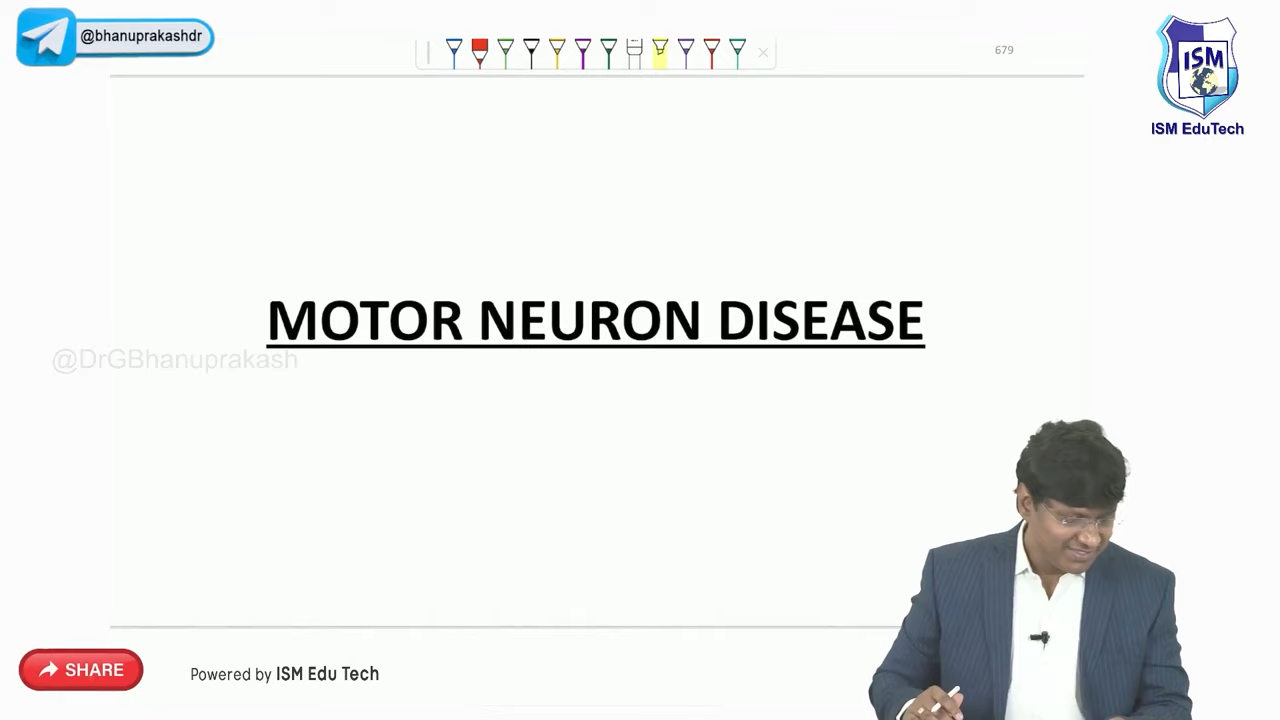 @bhanuprakashdr
679
ISM
ISM EduTech
MOTOR NEURON DISEASE
@DrGBhanuprakash
SHARE
Powered by ISM Edu Tech